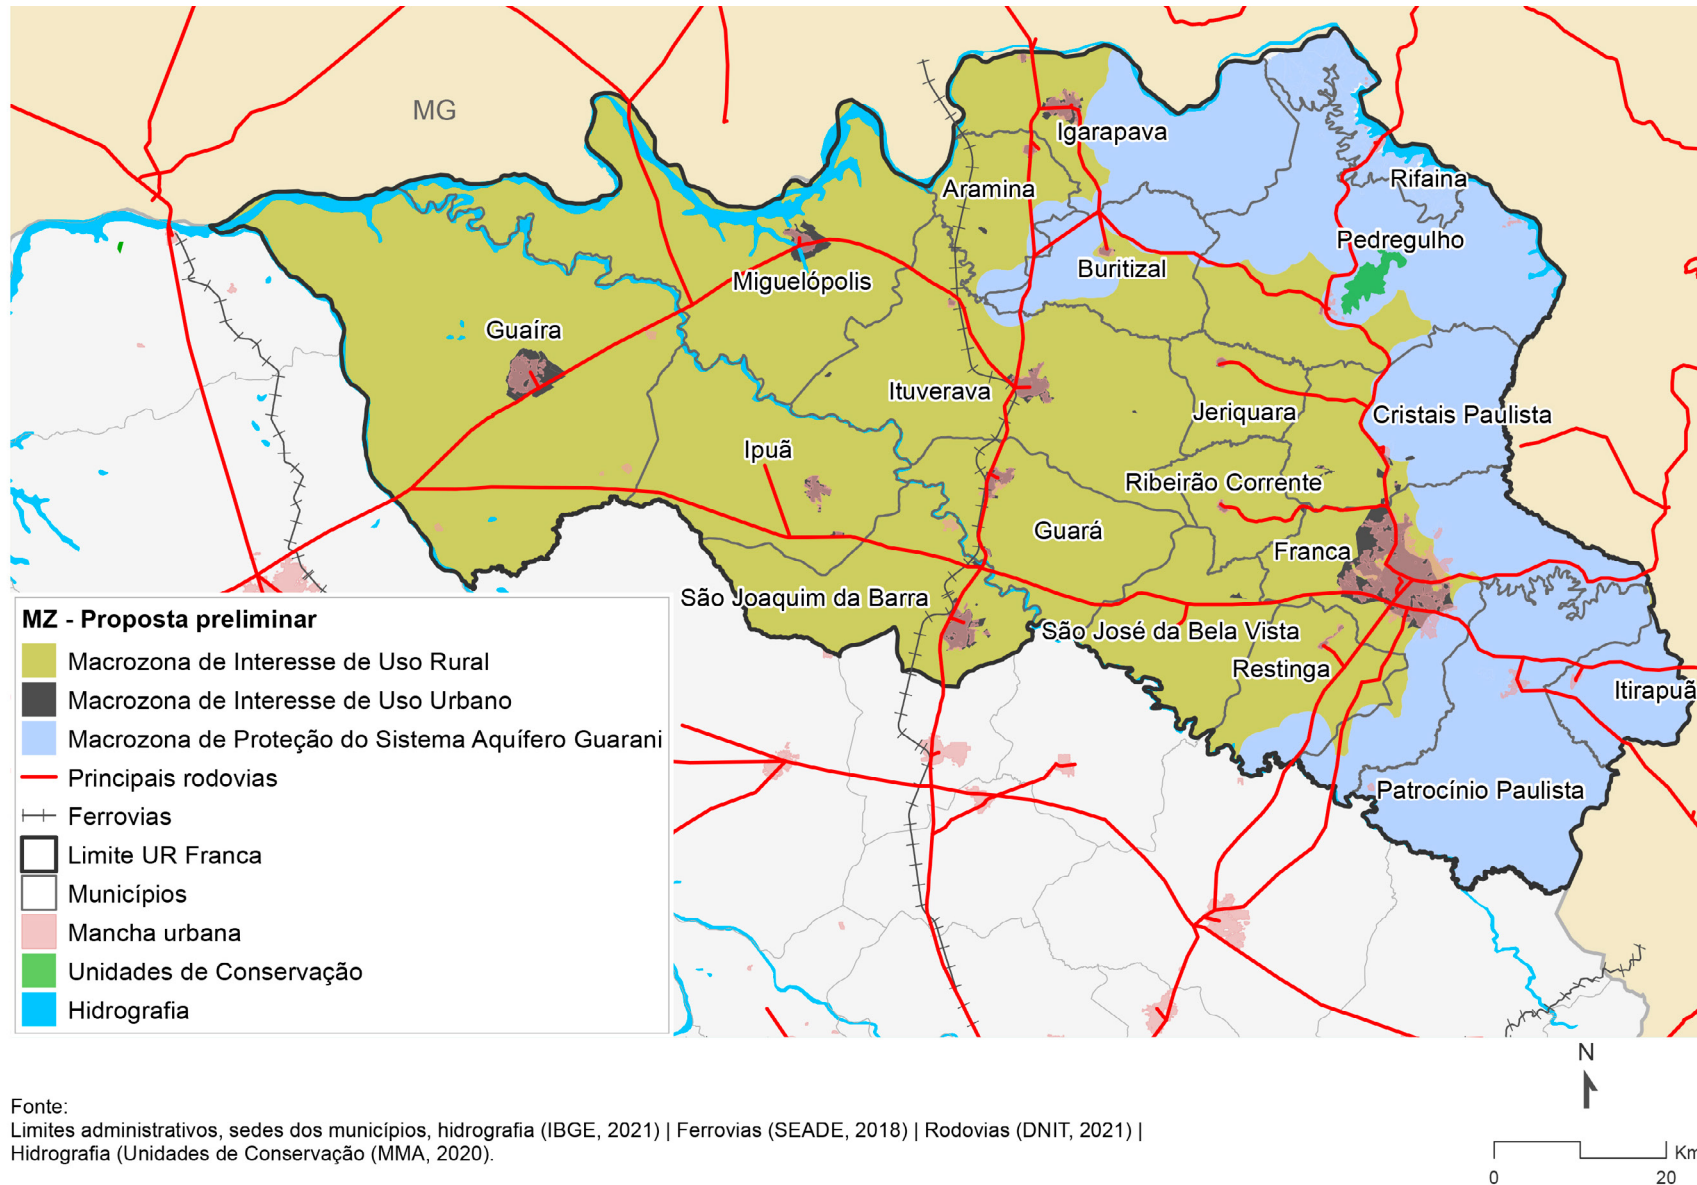 MG
Igarapava
Aramina
Rifaina
Pedregulho
Buritizal
Miguelópolis
Guaíra
Ituverava
Jeriquara
Cristais Paulista
Ipuã
Ribeirão Corrente
Guará
Franca
São Joaquim da Barra
São José da Bela Vista
Restinga
Itirapuã
Patrocínio Paulista
MZ - Proposta preliminar
Macrozona de Interesse de Uso Rural
Macrozona de Interesse de Uso Urbano
Macrozona de Proteção do Sistema Aquífero Guarani
Principais rodovias
Ferrovias
Limite UR Franca
Municípios
Mancha urbana
Unidades de Conservação
Hidrografia
N
Fonte:
Limites administrativos, sedes dos municípios, hidrografia (IBGE, 2021) | Ferrovias (SEADE, 2018) | Rodovias (DNIT, 2021) |
Hidrografia (Unidades de Conservação (MMA, 2020).
Km
0 20